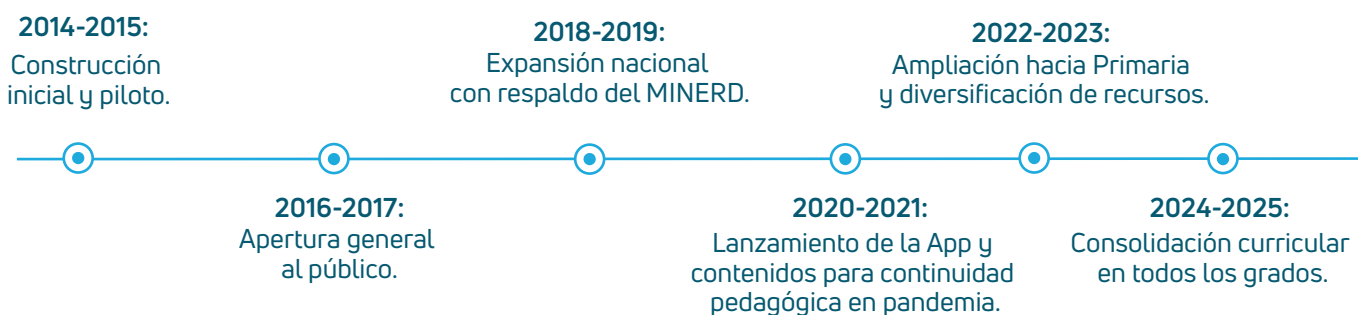 2014-2015:
Construcción
inicial y piloto.
2016-2017:
Apertura general
al público.
2018-2019:
Expansión nacional
con respaldo del MINERD.
2020-2021:
Lanzamiento de la App y
contenidos para continuidad
pedagógica en pandemia.
2022-2023:
Ampliación hacia Primaria
y diversificación de recursos.
2024-2025:
Consolidación curricular
en todos los grados.